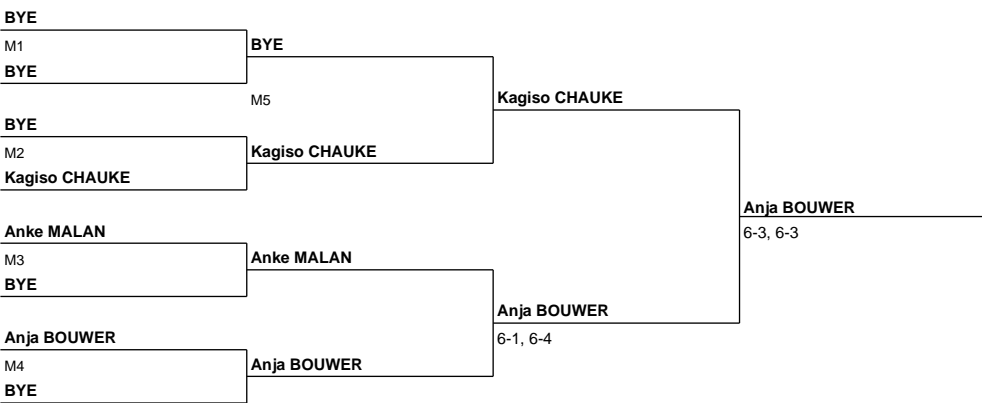 BYE
M1
BYE
BYE
M5
BYE
M2
Kagiso CHAUKE
Kagiso CHAUKE
Kagiso CHAUKE
Anke MALAN
M3
BYE
Anke MALAN
Anja BOUWER
M4
BYE
Anja BOUWER
Anja BOUWER
6-1, 6-4
Anja BOUWER
6-3, 6-3